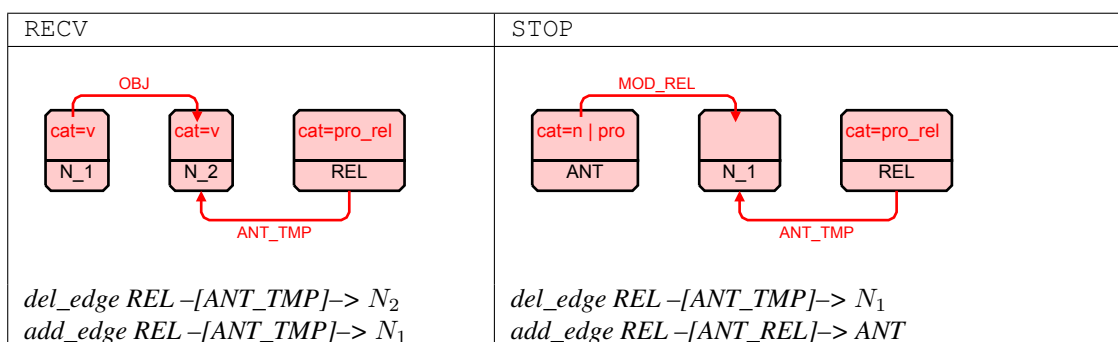 RECV
OBJ
cat=v cat=v cat=pro_rel
N_1 N_2 REL
ANT_TMP
del_edge REL –[ANT_TMP]–> N₂
add_edge REL –[ANT_TMP]–> N₁
STOP
MOD_REL
cat=n | pro cat=pro_rel
ANT N_1 REL
ANT_TMP
del_edge REL –[ANT_TMP]–> N₁
add_edge REL –[ANT_REL]–> ANT